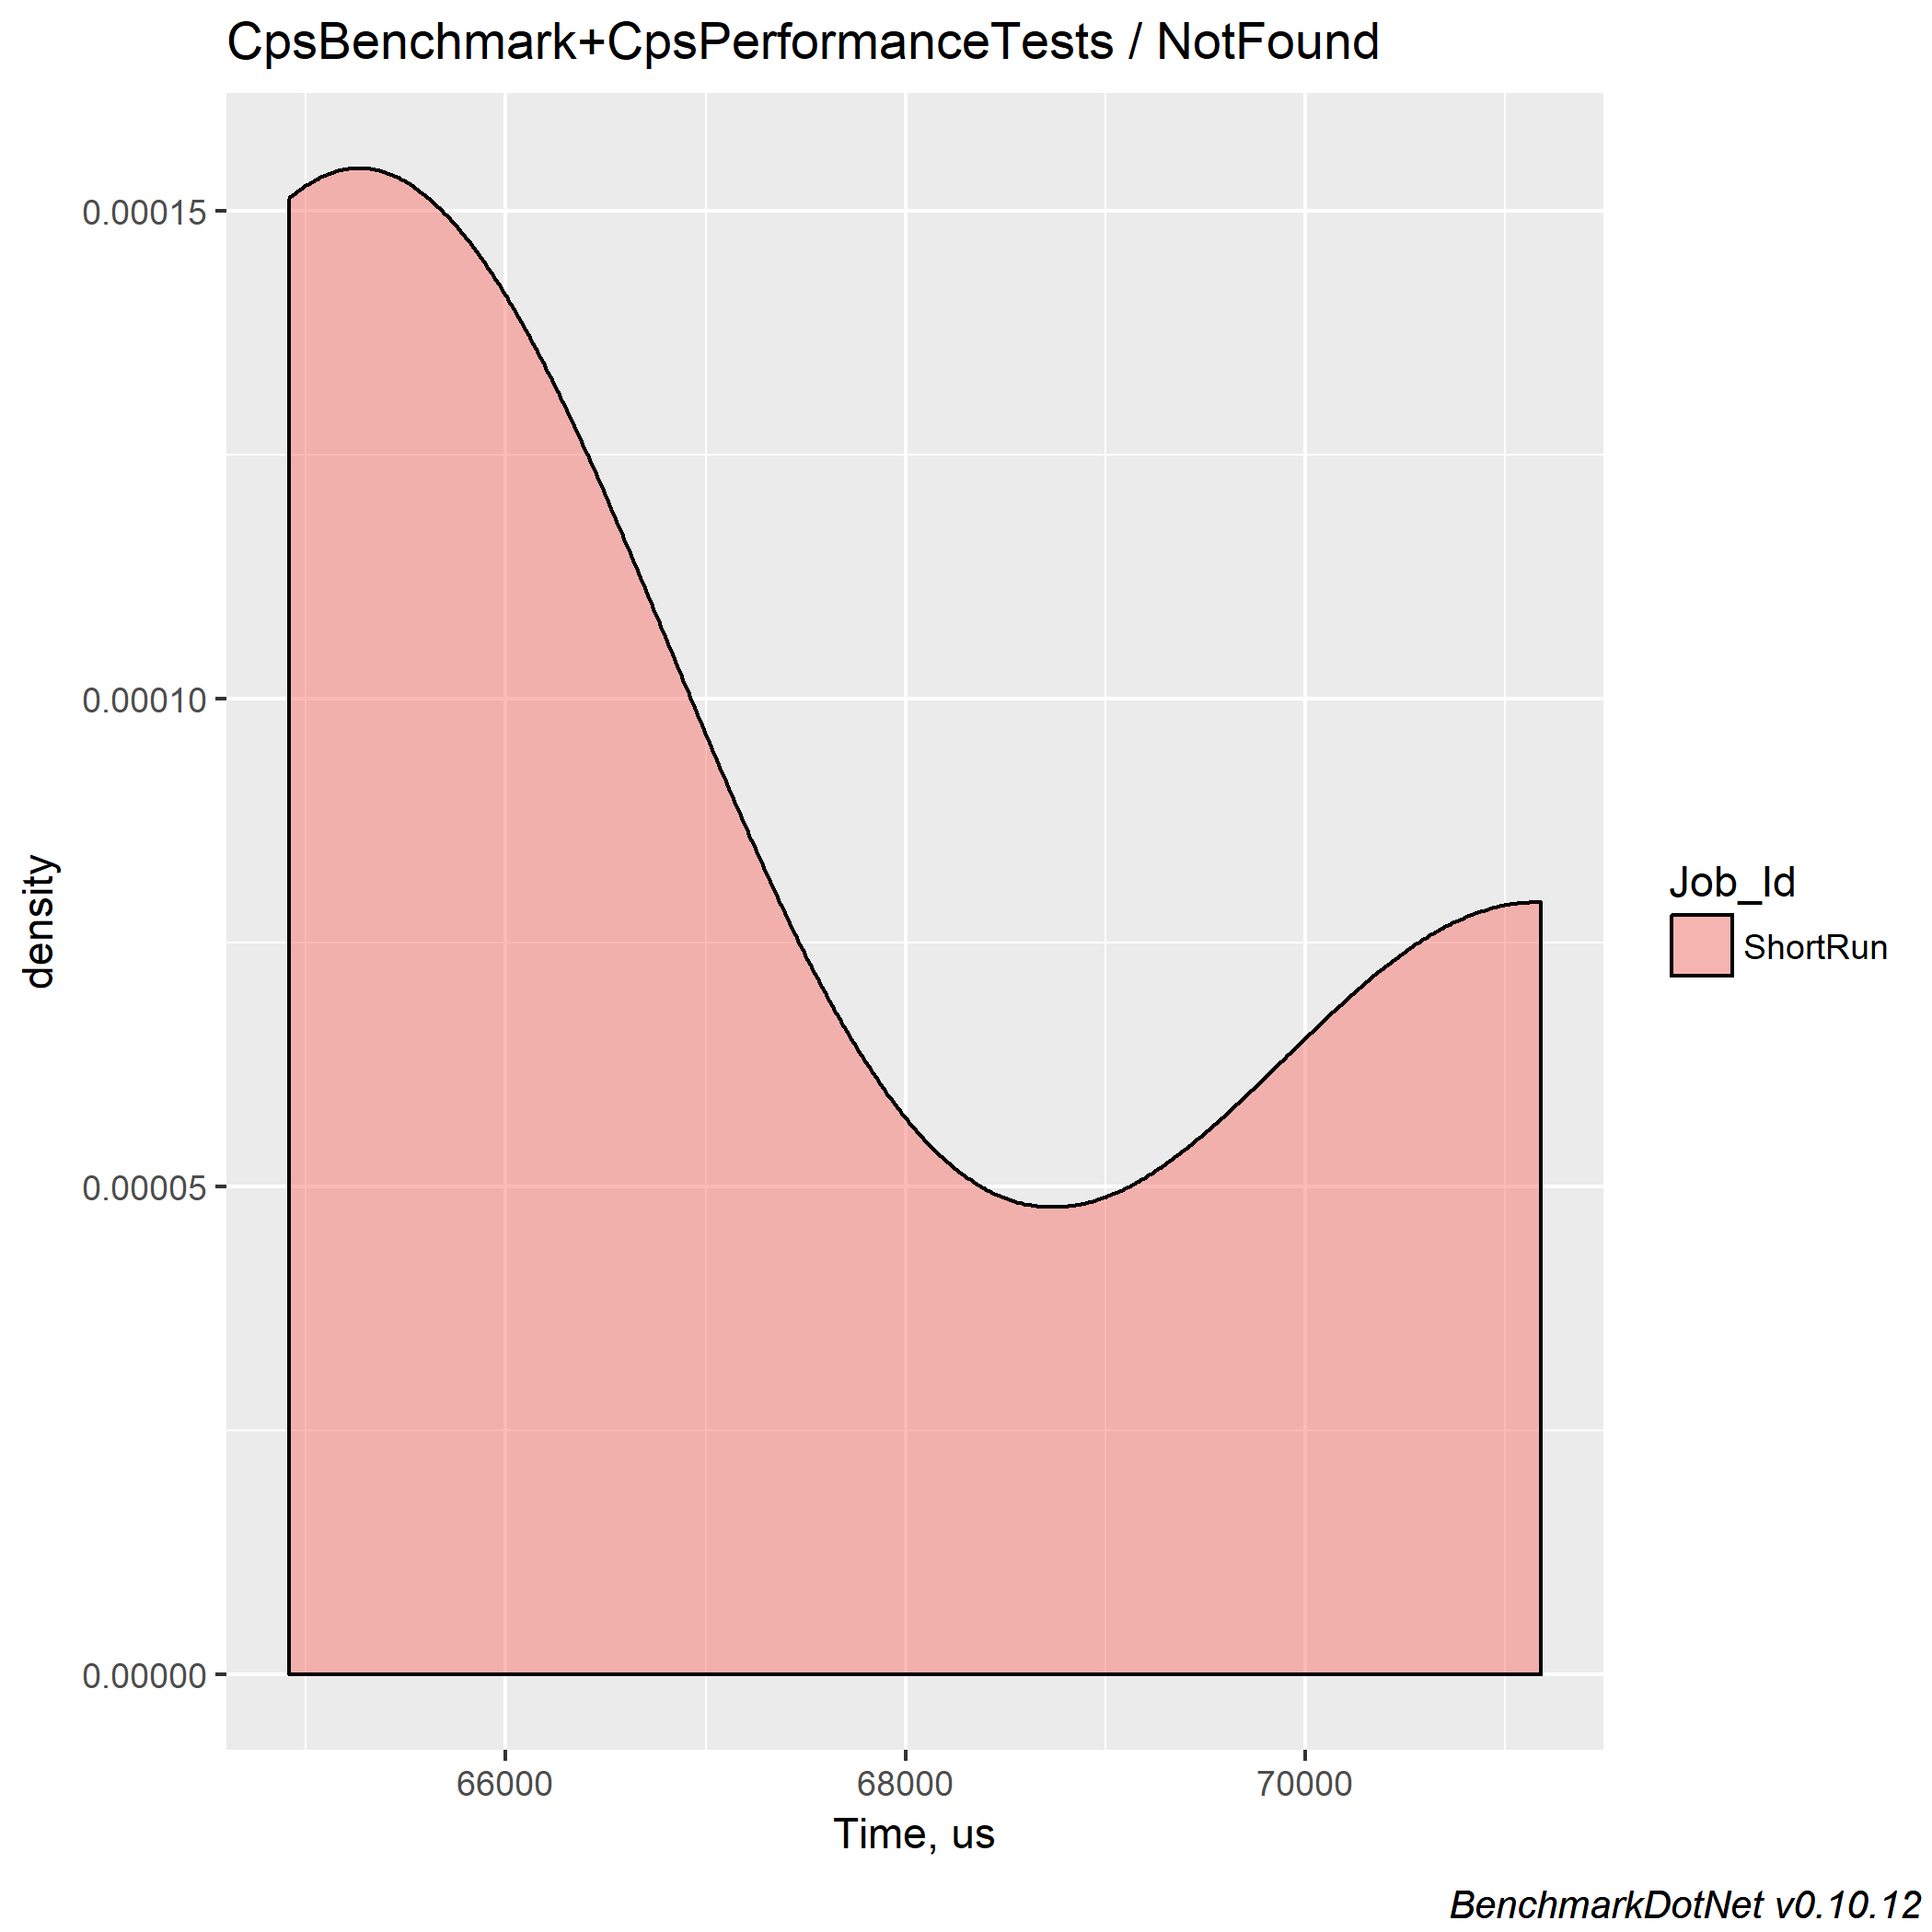 CpsBenchmark+CpsPerformanceTests / NotFound
density
0.00015
0.00010
0.00005
0.00000
66000 68000 70000
Time, us
Job_Id
ShortRun
BenchmarkDotNet v0.10.12